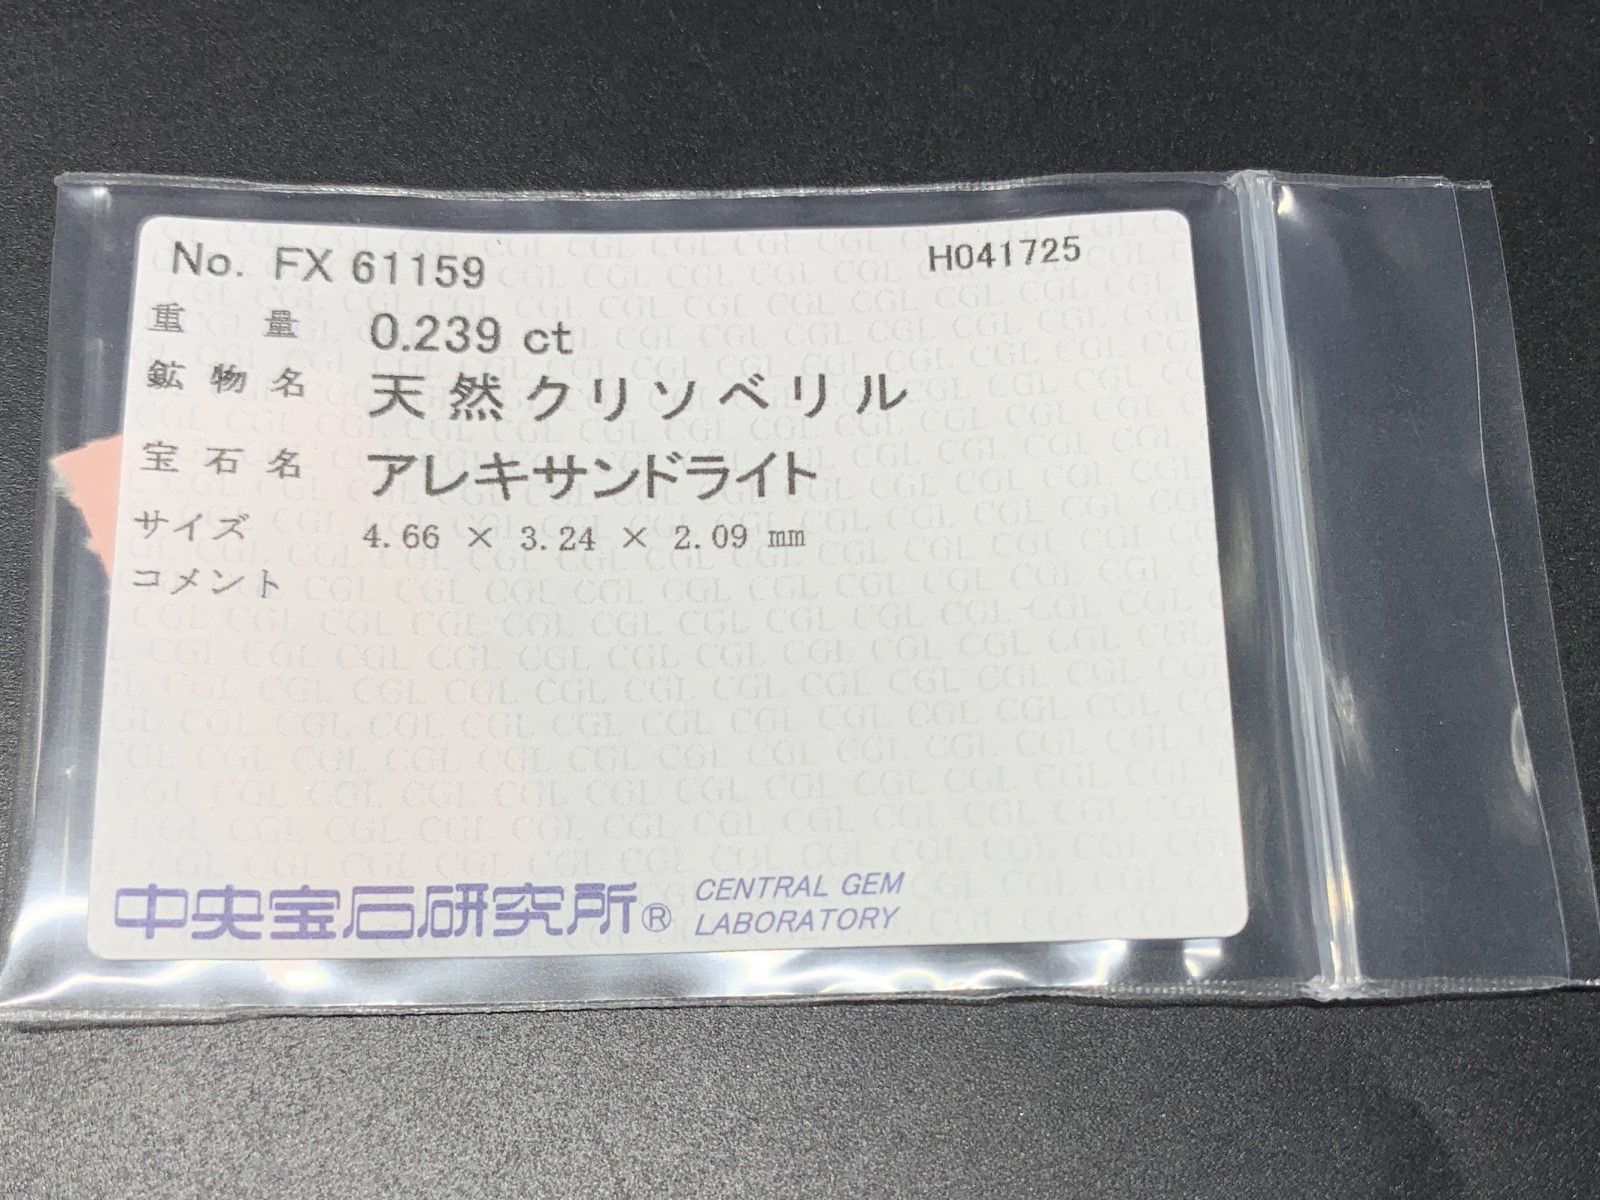 No. FX 61159 H041725
重量 0.239 ct
鉱物名 天然クリソベリル
宝石名 アレキサンドライト
サイズ 4.66 × 3.24 × 2.09 mm
コメント
中央宝石研究所® CENTRAL GEM
LABORATORY